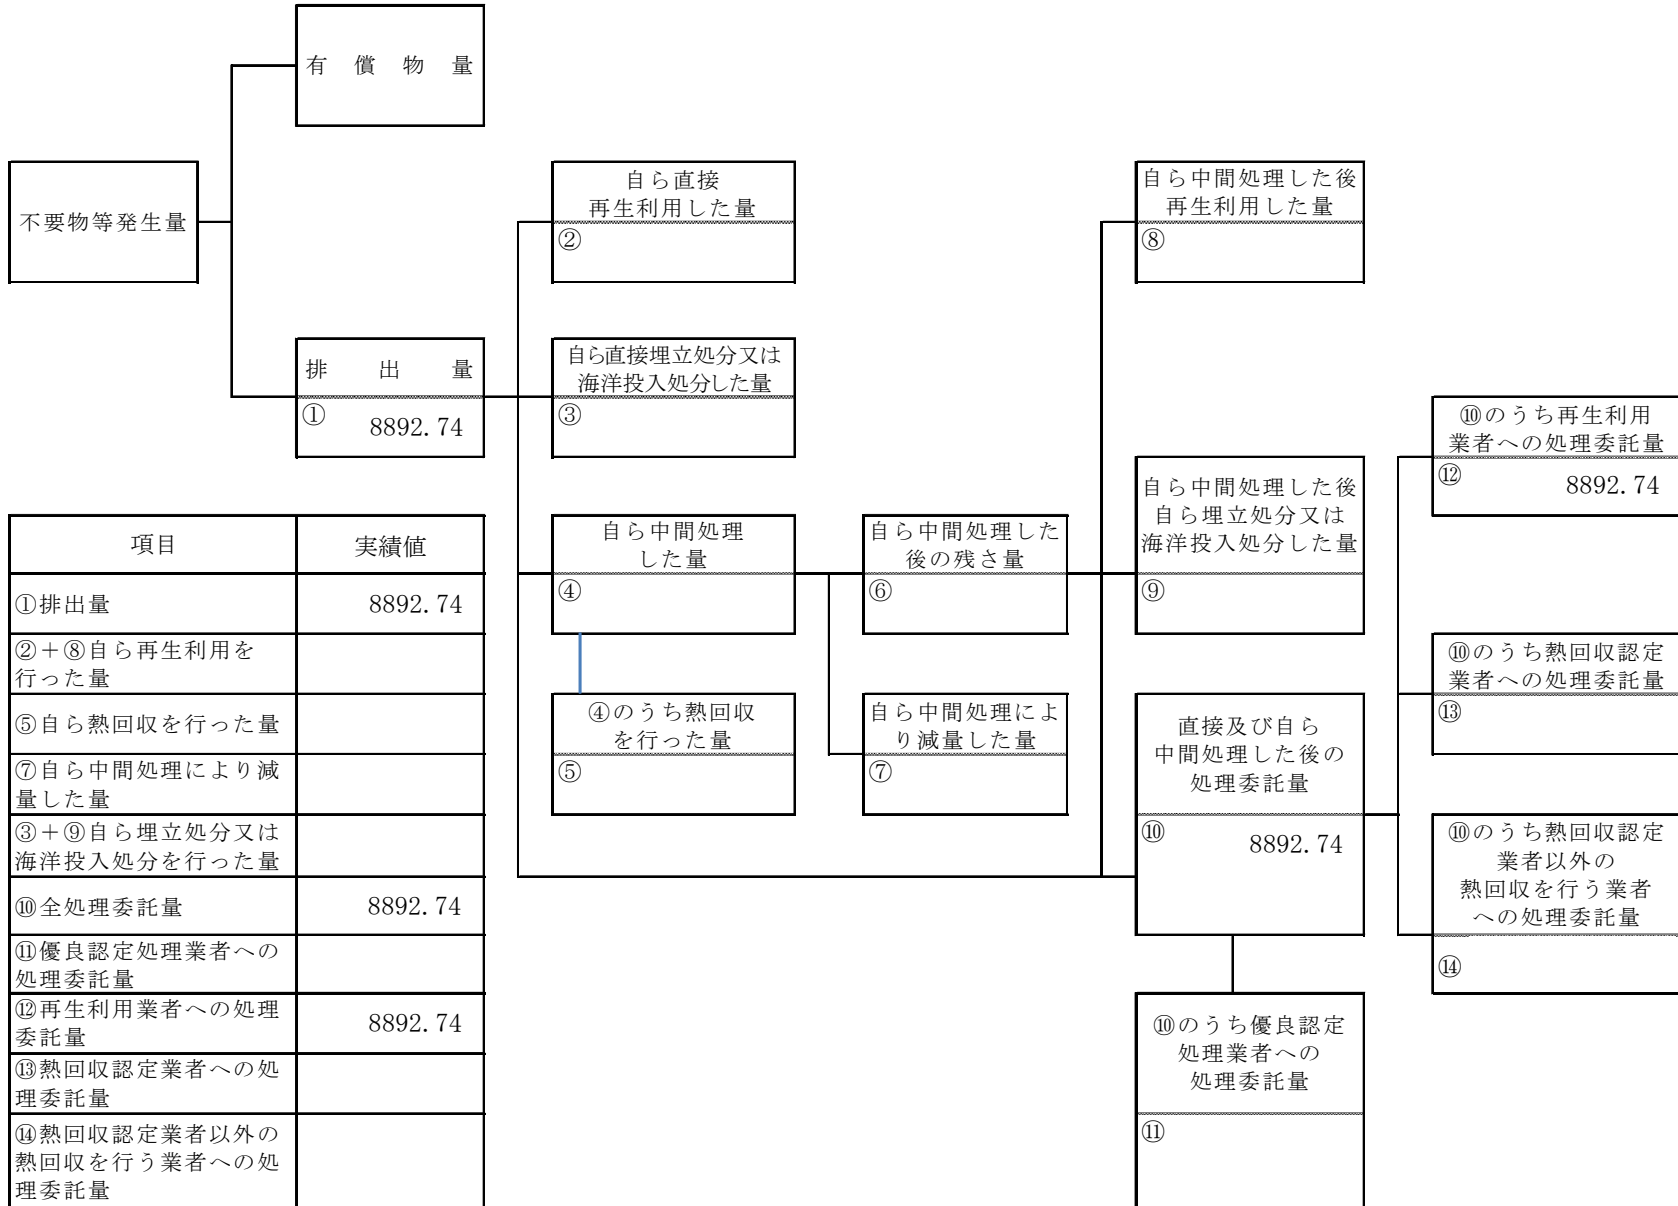 有 償 物 量
不要物等発生量
自ら直接
再生利用した量
②
自ら中間処理した後
再生利用した量
⑧
排 出 量
① 8892.74
自ら直接埋立処分又は
海洋投入処分した量
③
⑩のうち再生利用
業者への処理委託量
⑫ 8892.74
自ら中間処理
した量
④
自ら中間処理した
後の残さ量
⑥
自ら中間処理した後
自ら埋立処分又は
海洋投入処分した量
⑨
④のうち熱回収
を行った量
⑤
自ら中間処理によ
り減量した量
⑦
直接及び自ら
中間処理した後の
処理委託量
⑩ 8892.74
⑩のうち熱回収認定
業者への処理委託量
⑬
⑩のうち熱回収認定
業者以外の
熱回収を行う業者
への処理委託量
⑭
⑩のうち優良認定
処理業者への
処理委託量
⑪
項目 実績値
①排出量 8892.74
②＋⑧自ら再生利用を
行った量
⑤自ら熱回収を行った量
⑦自ら中間処理により減
量した量
③＋⑨自ら埋立処分又は
海洋投入処分を行った量
⑩全処理委託量 8892.74
⑪優良認定処理業者への
処理委託量
⑫再生利用業者への処理
委託量 8892.74
⑬熱回収認定業者への処
理委託量
⑭熱回収認定業者以外の
熱回収を行う業者への処
理委託量